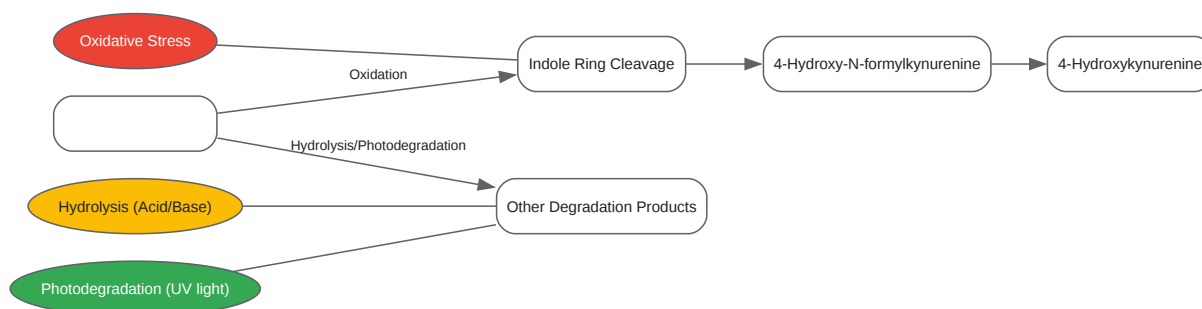 Oxidative Stress
Oxidation
Indole Ring Cleavage
4-Hydroxy-N-formylkynurenine
4-Hydroxykynurenine
Hydrolysis/Photodegradation
Hydrolysis (Acid/Base)
Other Degradation Products
Photodegradation (UV light)